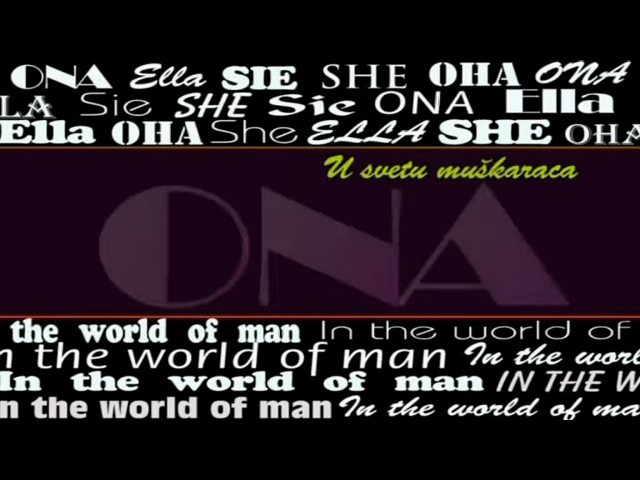 ONA Ella SIE SHE OHA ONA
LA Sie SHE Sie ONA Ella
Ella OHA She ELLA SHE OHA
U svetu muškaraca
ONA
the world of man In the world of
n the world of man In the worl
In the world of man IN THE W
n the world of man In the world of ma